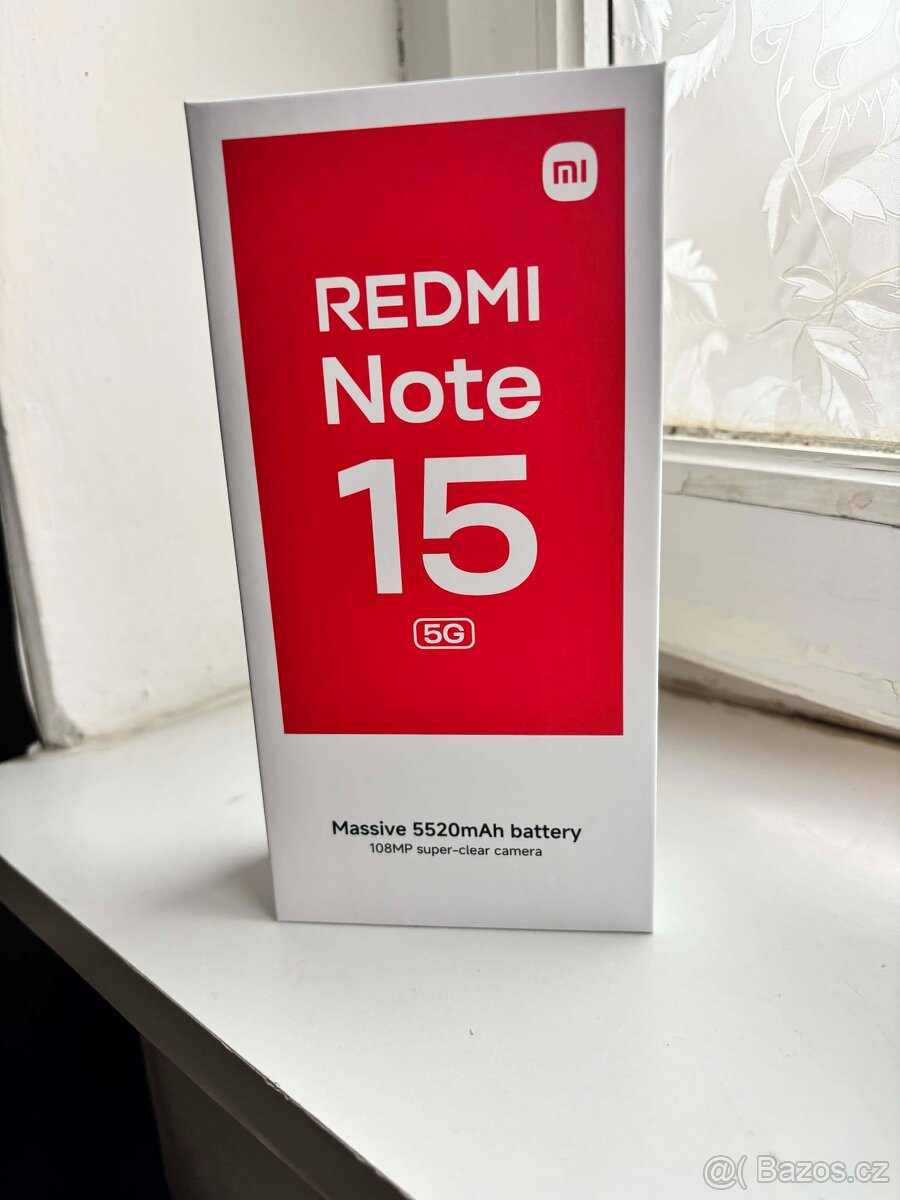 mi
REDMI
Note
15
5G
Massive 5520mAh battery
108MP super-clear camera
@( Bazos.cz